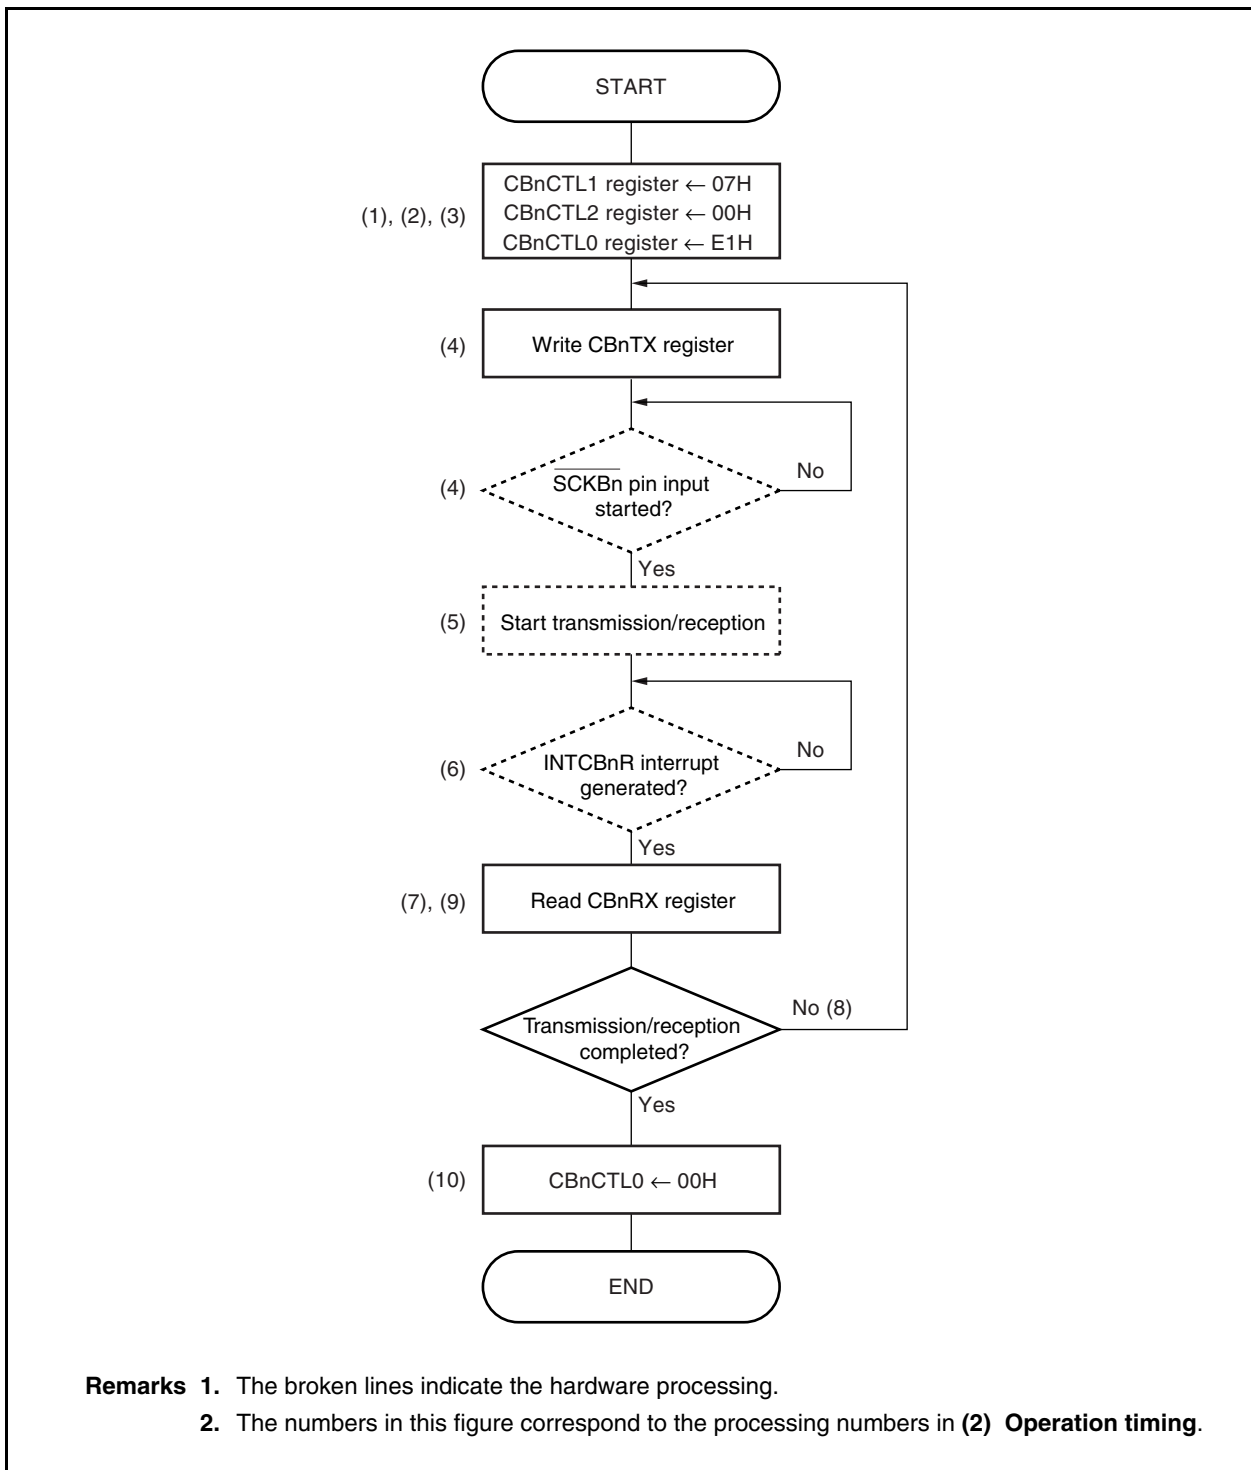 START
CBnCTL1 register ← 07H
(1), (2), (3)
CBnCTL2 register ← 00H
CBnCTL0 register ← E1H
(4)
Write CBnTX register
(4)
SCKBn pin input
started?
No
Yes
(5)
Start transmission/reception
(6)
INTCBnR interrupt
generated?
No
Yes
(7), (9)
Read CBnRX register
Transmission/reception
completed?
No (8)
Yes
(10)
CBnCTL0 ← 00H
END
Remarks 1. The broken lines indicate the hardware processing.
2. The numbers in this figure correspond to the processing numbers in (2) Operation timing.